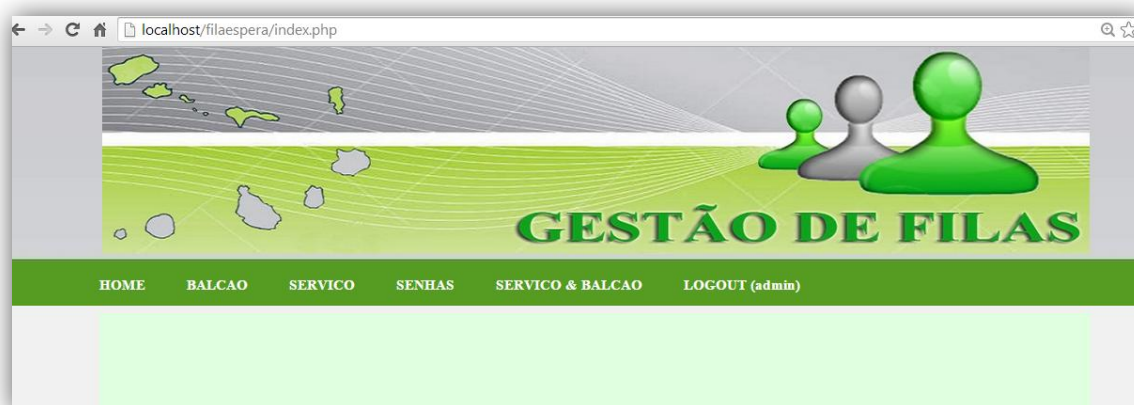 localhost/filaespera/index.php
GESTÃO DE FILAS
HOME BALCAO SERVICO SENHAS SERVICO & BALCAO LOGOUT (admin)